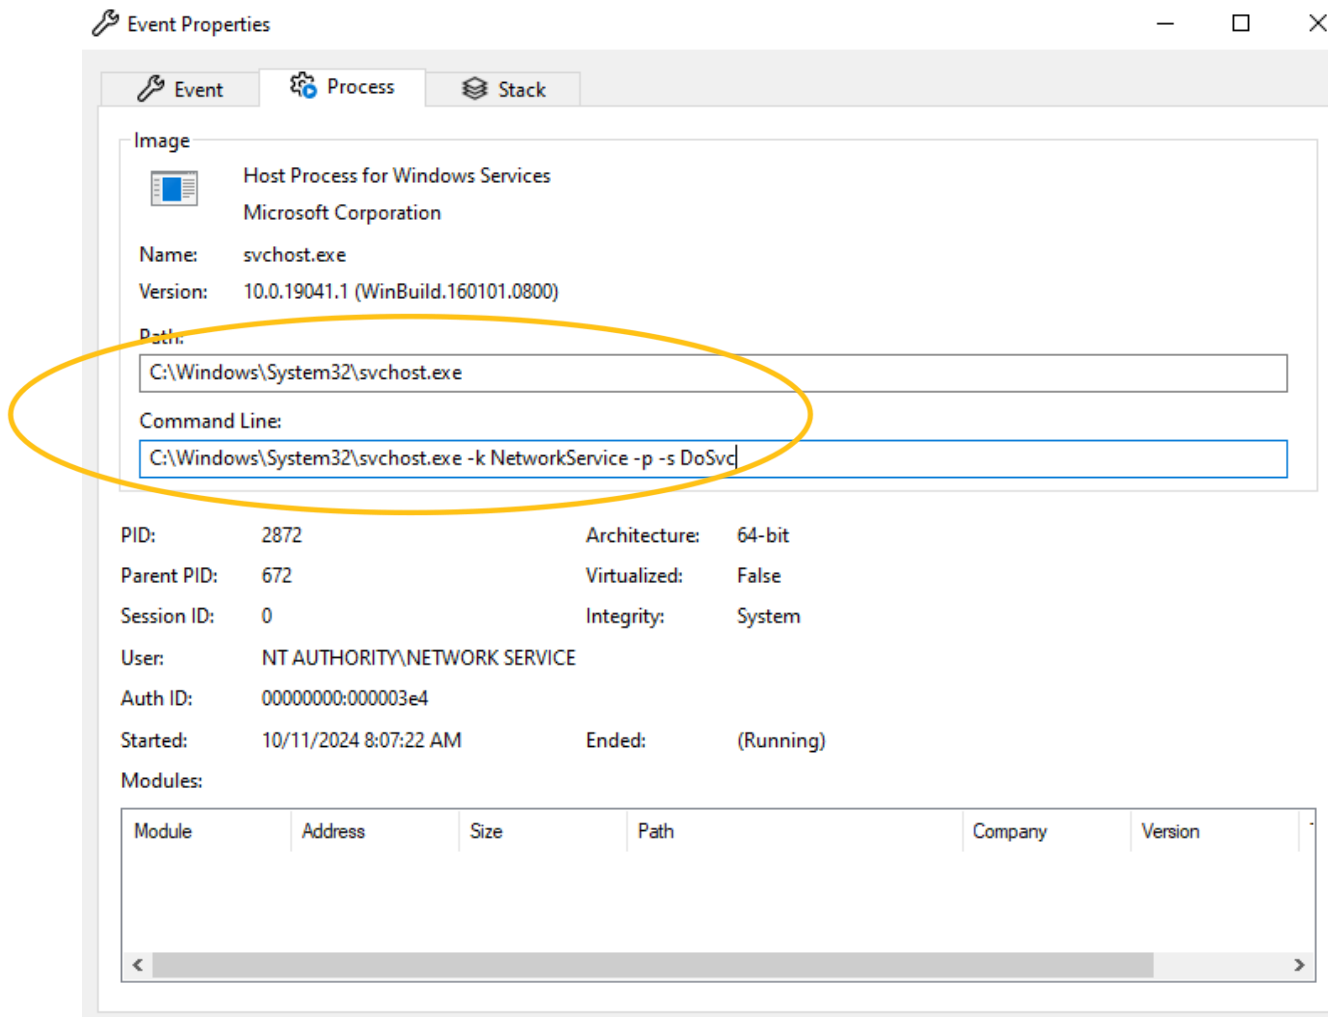 Event Properties
Event Process Stack
Image
Host Process for Windows Services
Microsoft Corporation
Name: svchost.exe
Version: 10.0.19041.1 (WinBuild.160101.0800)
Path:
C:\Windows\System32\svchost.exe
Command Line:
C:\Windows\System32\svchost.exe -k NetworkService -p -s DoSvc
PID: 2872 Architecture: 64-bit
Parent PID: 672 Virtualized: False
Session ID: 0 Integrity: System
User: NT AUTHORITY\NETWORK SERVICE
Auth ID: 00000000:000003e4
Started: 10/11/2024 8:07:22 AM Ended: (Running)
Modules:
Module Address Size Path Company Version